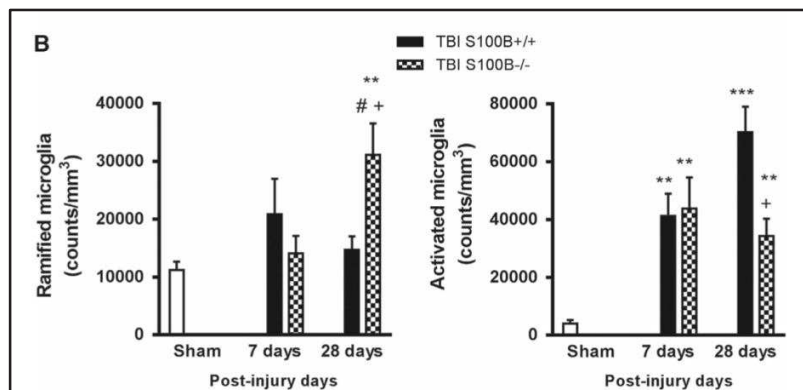 B
TBI S100B+/+
TBI S100B-/-
Ramified microglia
(counts/mm³)
40000
30000
20000
10000
0
**
# +
Sham
7 days
28 days
Post-injury days
Activated microglia
(counts/mm³)
80000
60000
40000
20000
0
**
**
***
**
+
Sham
7 days
28 days
Post-injury days